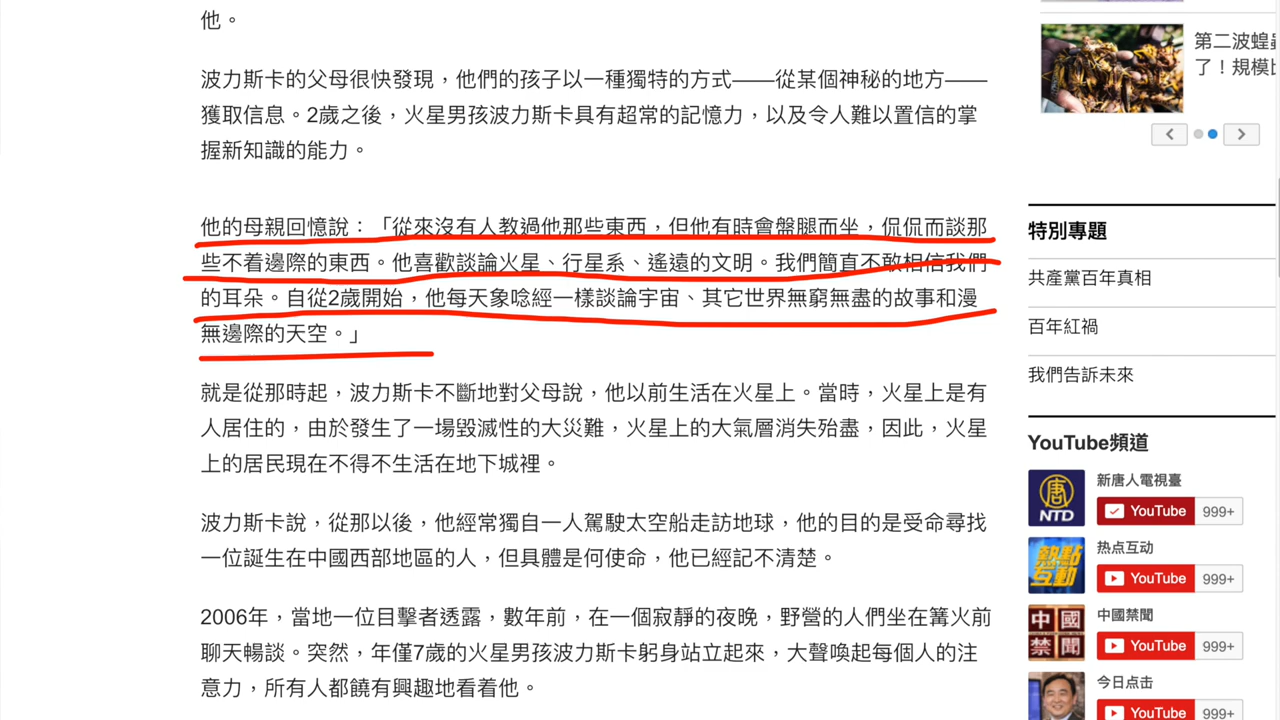 他。
波力斯卡的父母很快發現，他們的孩子以一種獨特的方式——從某個神秘的地方——
獲取信息。2歲之後，火星男孩波力斯卡具有超常的記憶力，以及令人難以置信的掌
握新知識的能力。
他的母親回憶說：「從來沒有人教過他那些東西，但他有時會盤腿而坐，侃侃而談那
些不着邊際的東西。他喜歡談論火星、行星系、遙遠的文明。我們簡直不敢相信我們
的耳朵。自從2歲開始，他每天象唸經一樣談論宇宙、其它世界無窮無盡的故事和漫
無邊際的天空。」
就是從那時起，波力斯卡不斷地對父母說，他以前生活在火星上。當時，火星上是有
人居住的，由於發生了一場毀滅性的大災難，火星上的大氣層消失殆盡，因此，火星
上的居民現在不得不生活在地下城裡。
波力斯卡說，從那以後，他經常獨自一人駕駛太空船走訪地球，他的目的是受命尋找
一位誕生在中國西部地區的人，但具體是何使命，他已經記不清楚。
2006年，當地一位目擊者透露，數年前，在一個寂靜的夜晚，野營的人們坐在篝火前
聊天暢談。突然，年僅7歲的火星男孩波力斯卡躬身站立起來，大聲喚起每個人的注
意力，所有人都饒有興趣地看着他。
第二波蝗
了！規模
特別專題
共產黨百年真相
百年紅禍
我們告訴未來
YouTube頻道
唐
NTD
新唐人電視臺
YouTube 999+
熱點
互動
热点互动
YouTube 999+
中國
禁聞
中國禁聞
YouTube 999+
今日点击
YouTube 999+